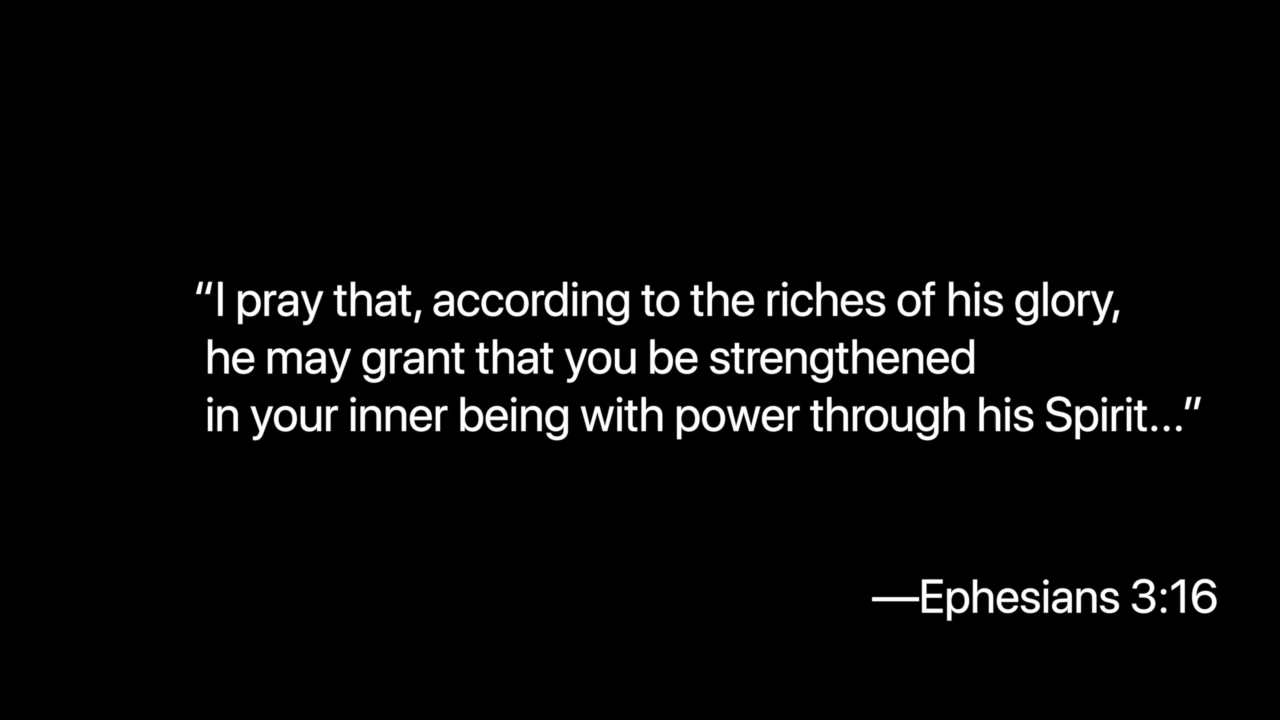 “I pray that, according to the riches of his glory,
he may grant that you be strengthened
in your inner being with power through his Spirit...”
—Ephesians 3:16